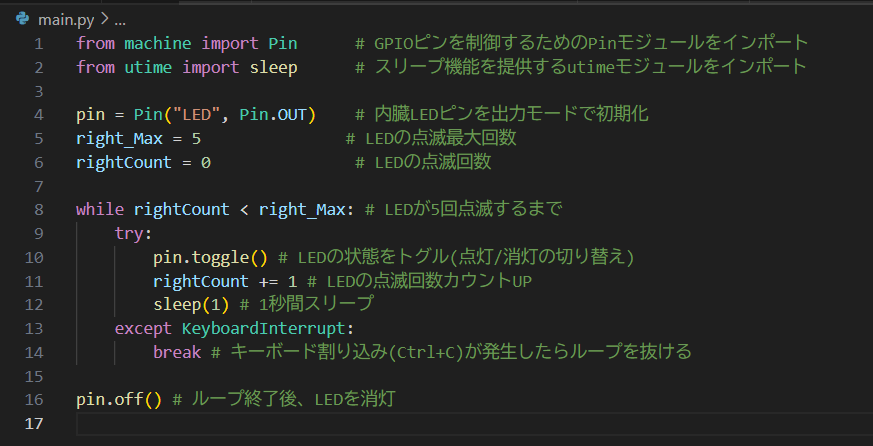 main.py > ...
1 from machine import Pin # GPIOピンを制御するためのPinモジュールをインポート
2 from utime import sleep # スリープ機能を提供するutimeモジュールをインポート
3
4 pin = Pin("LED", Pin.OUT) # 内臓LEDピンを出力モードで初期化
5 right_Max = 5 # LEDの点滅最大回数
6 rightCount = 0 # LEDの点滅回数
7
8 while rightCount < right_Max: # LEDが5回点滅するまで
9 try:
10 pin.toggle() # LEDの状態をトグル(点灯/消灯の切り替え)
11 rightCount += 1 # LEDの点滅回数カウントUP
12 sleep(1) # 1秒間スリープ
13 except KeyboardInterrupt:
14 break # キーボード割り込み(Ctrl+C)が発生したらループを抜ける
15
16 pin.off() # ループ終了後、LEDを消灯
17